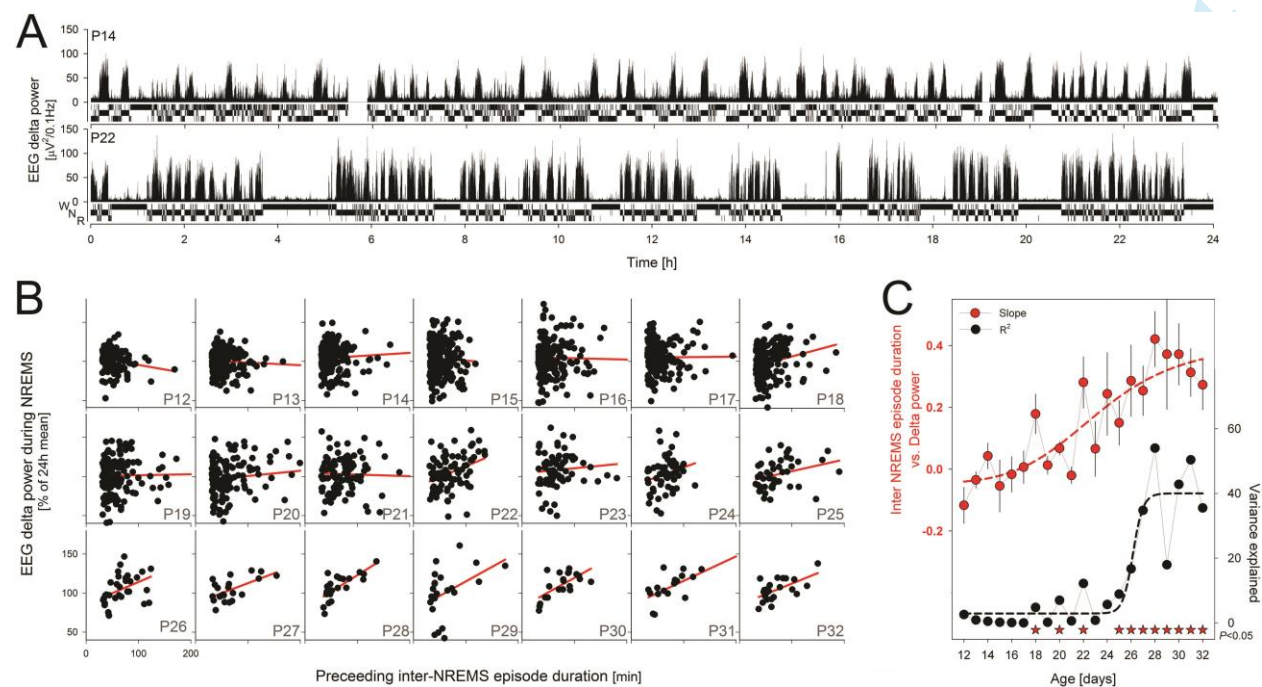 A
P14
150
100
50
0
EEG delta power
[µV²/0.1Hz]
P22
150
100
50
0
W
N
R
0 2 4 6 8 10 12 14 16 18 20 22 24
Time [h]
B
EEG delta power during NREMS
[% of 24h mean]
P12 P13 P14 P15 P16 P17 P18
P19 P20 P21 P22 P23 P24 P25
150
100
50
P26 P27 P28 P29 P30 P31 P32
0 100 200
Preceeding inter-NREMS episode duration [min]
C
Slope
R²
Inter NREMS episode duration
vs. Delta power
0.4
0.2
0.0
-0.2
60
40
20
0
Variance explained
P<0.05
12 14 16 18 20 22 24 26 28 30 32
Age [days]